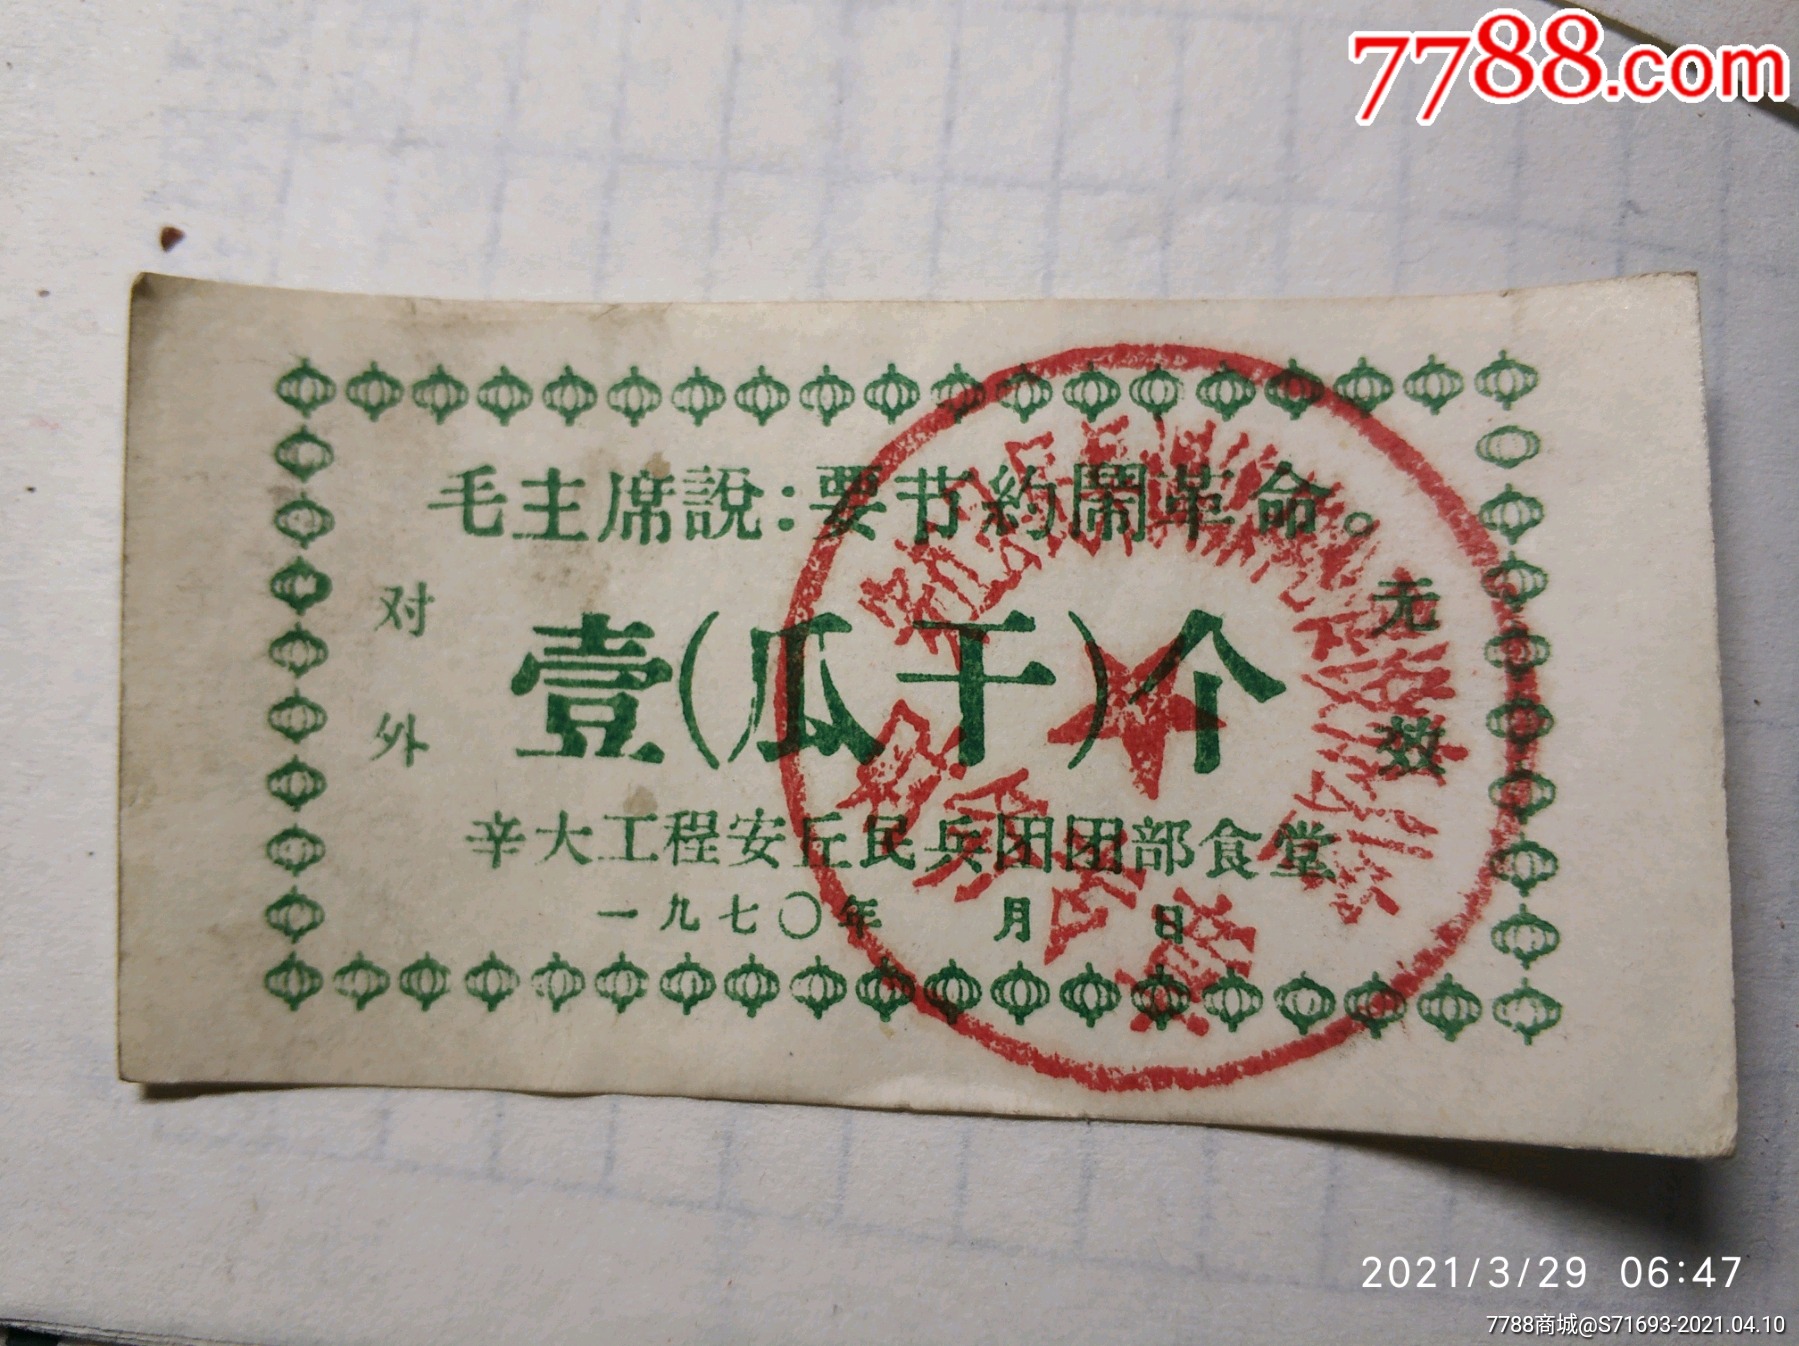 7788.com
毛主席說：要节約鬧革命。
对外
壹（瓜干）个
无效
辛大工程安丘民兵团团部食堂
一九七〇年 月 日
2021/3/29 06:47
7788商城@S71693-2021.04.10